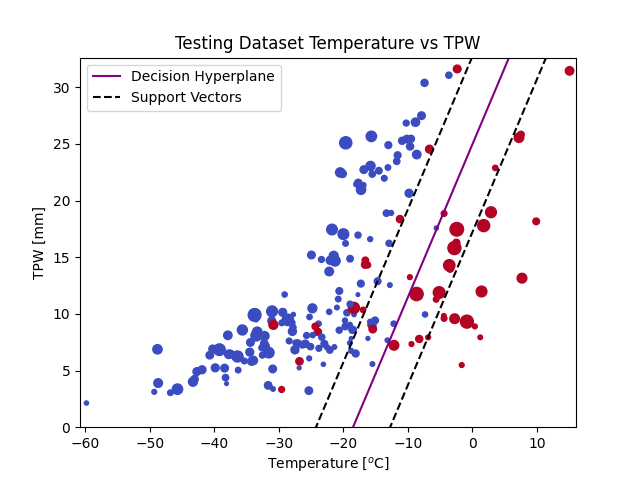 Testing Dataset Temperature vs TPW
Decision Hyperplane
Support Vectors
TPW [mm]
30
25
20
15
10
5
0
−60 −50 −40 −30 −20 −10 0 10
Temperature [°C]